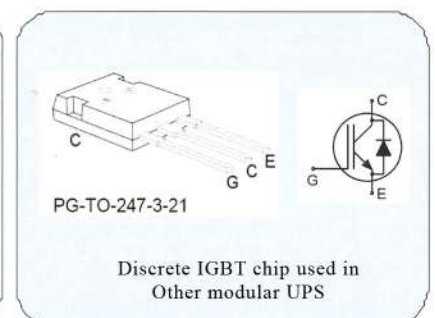 C
G
C
E
PG-TO-247-3-21
C
G
E
Discrete IGBT chip used in
Other modular UPS